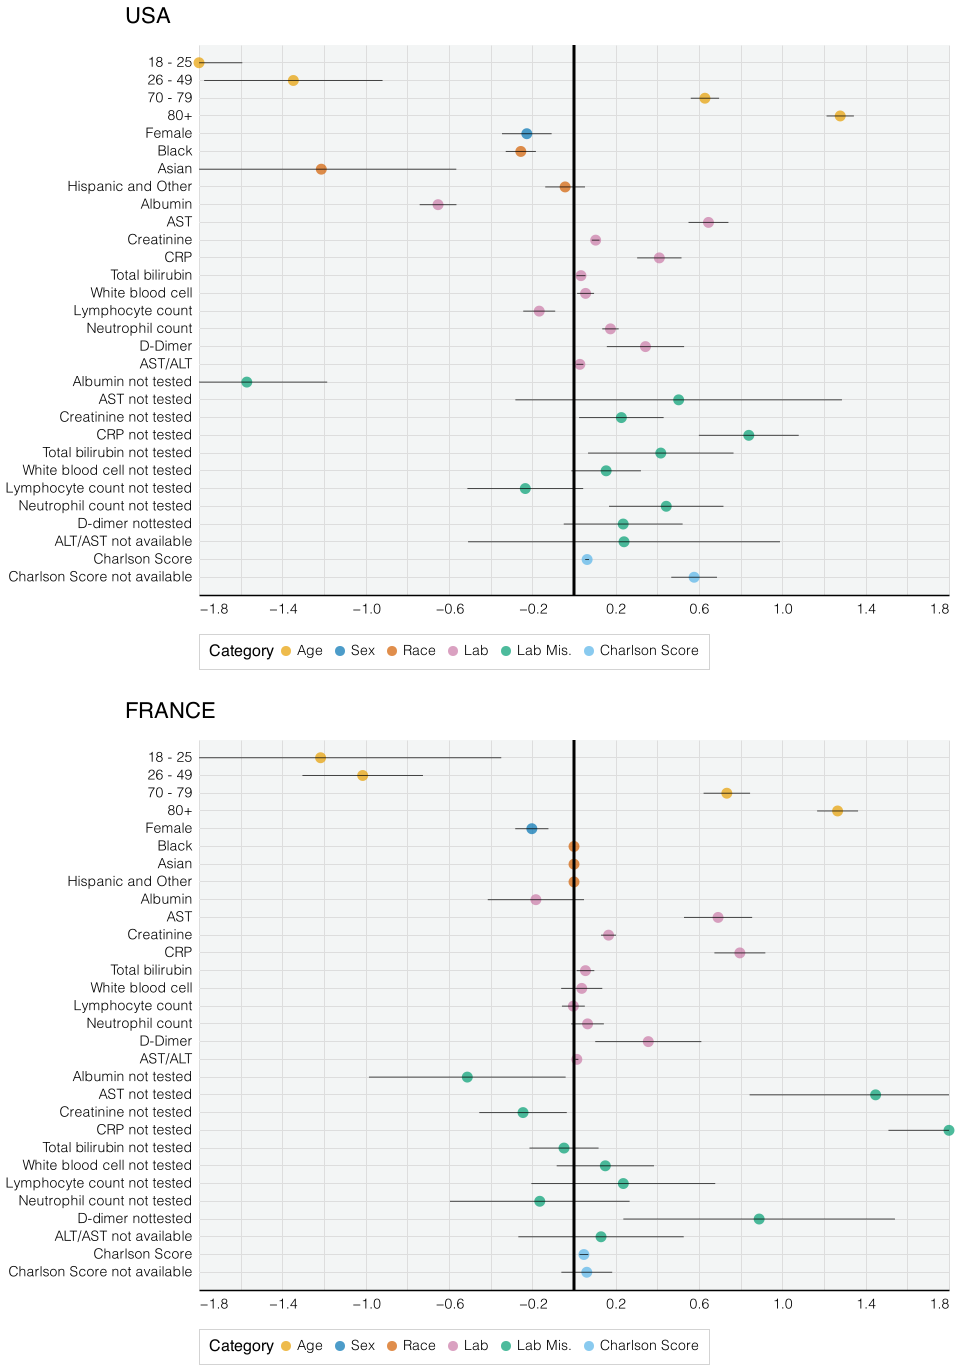 USA
18 - 25
26 - 49
70 - 79
80+
Female
Black
Asian
Hispanic and Other
Albumin
AST
Creatinine
CRP
Total bilirubin
White blood cell
Lymphocyte count
Neutrophil count
D-Dimer
AST/ALT
Albumin not tested
AST not tested
Creatinine not tested
CRP not tested
Total bilirubin not tested
White blood cell not tested
Lymphocyte count not tested
Neutrophil count not tested
D-dimer nottested
ALT/AST not available
Charlson Score
Charlson Score not available
−1.8 −1.4 −1.0 −0.6 −0.2 0.2 0.6 1.0 1.4 1.8
Category Age Sex Race Lab Lab Mis. Charlson Score
FRANCE
18 - 25
26 - 49
70 - 79
80+
Female
Black
Asian
Hispanic and Other
Albumin
AST
Creatinine
CRP
Total bilirubin
White blood cell
Lymphocyte count
Neutrophil count
D-Dimer
AST/ALT
Albumin not tested
AST not tested
Creatinine not tested
CRP not tested
Total bilirubin not tested
White blood cell not tested
Lymphocyte count not tested
Neutrophil count not tested
D-dimer nottested
ALT/AST not available
Charlson Score
Charlson Score not available
−1.8 −1.4 −1.0 −0.6 −0.2 0.2 0.6 1.0 1.4 1.8
Category Age Sex Race Lab Lab Mis. Charlson Score